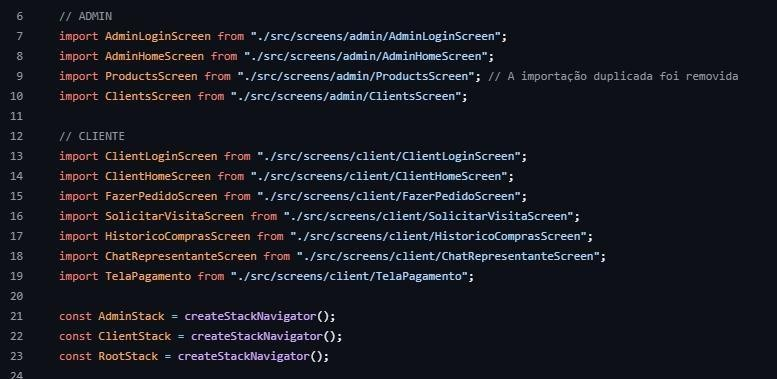 6 // ADMIN
7 import AdminLoginScreen from "./src/screens/admin/AdminLoginScreen";
8 import AdminHomeScreen from "./src/screens/admin/AdminHomeScreen";
9 import ProductsScreen from "./src/screens/admin/ProductsScreen"; // A importação duplicada foi removida
10 import ClientsScreen from "./src/screens/admin/ClientsScreen";
11
12 // CLIENTE
13 import ClientLoginScreen from "./src/screens/client/ClientLoginScreen";
14 import ClientHomeScreen from "./src/screens/client/ClientHomeScreen";
15 import FazerPedidoScreen from "./src/screens/client/FazerPedidoScreen";
16 import SolicitarVisitaScreen from "./src/screens/client/SolicitarVisitaScreen";
17 import HistoricoComprasScreen from "./src/screens/client/HistoricoComprasScreen";
18 import ChatRepresentanteScreen from "./src/screens/client/ChatRepresentanteScreen";
19 import TelaPagamento from "./src/screens/client/TelaPagamento";
20
21 const AdminStack = createStackNavigator();
22 const ClientStack = createStackNavigator();
23 const RootStack = createStackNavigator();
24